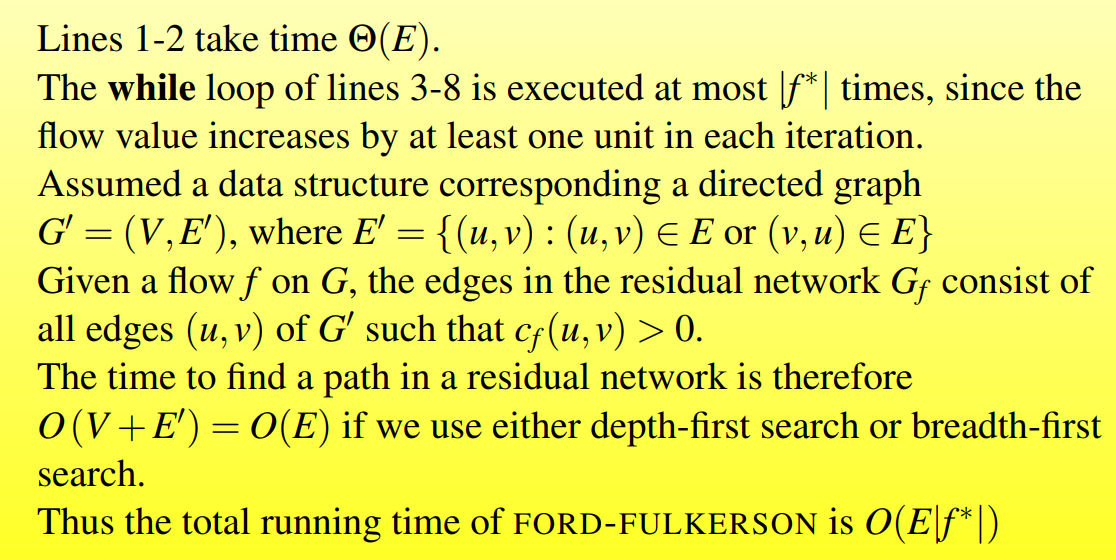 Lines 1-2 take time Θ(E).
The while loop of lines 3-8 is executed at most |f*| times, since the
flow value increases by at least one unit in each iteration.
Assumed a data structure corresponding a directed graph
G′ = (V,E′), where E′ = {(u,v) : (u,v) ∈ E or (v,u) ∈ E}
Given a flow f on G, the edges in the residual network G_f consist of
all edges (u,v) of G′ such that c_f(u,v) > 0.
The time to find a path in a residual network is therefore
O(V+E′) = O(E) if we use either depth-first search or breadth-first
search.
Thus the total running time of FORD-FULKERSON is O(E|f*|)